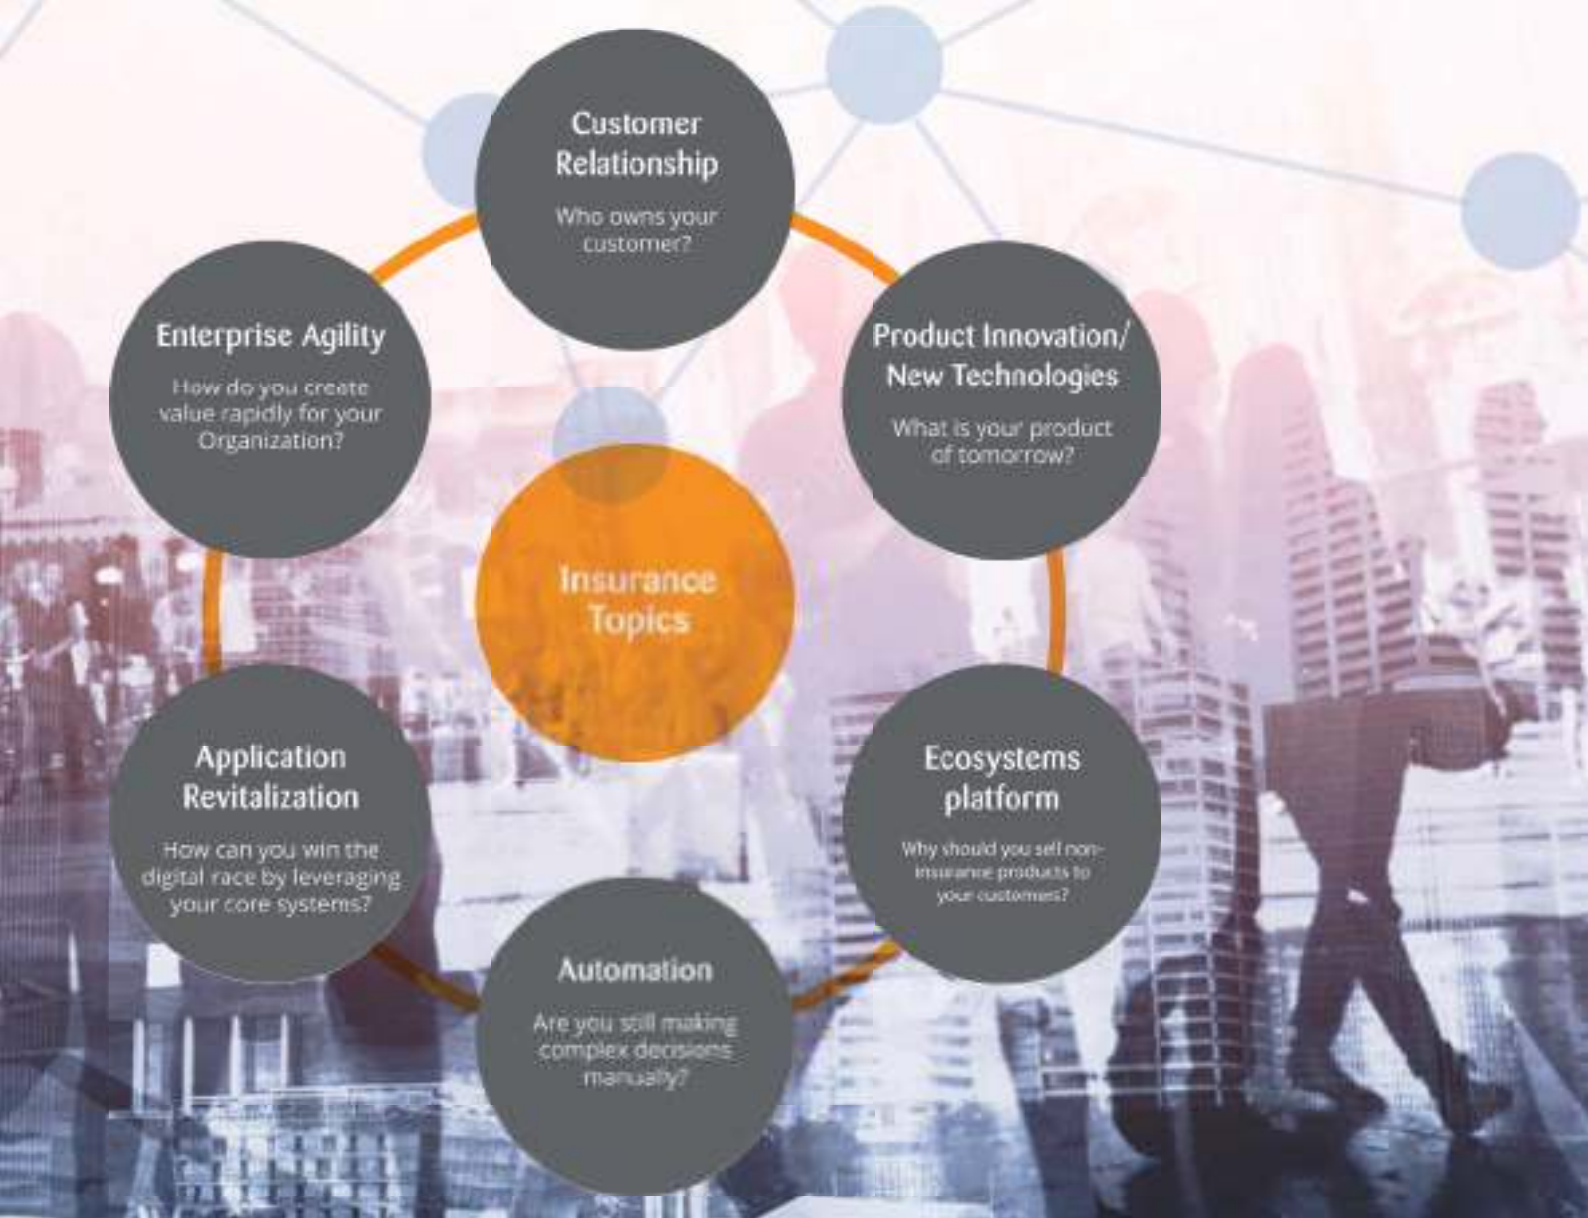 Customer
Relationship
Who owns your
customer?
Enterprise Agility
How do you create
value rapidly for your
Organization?
Product Innovation/
New Technologies
What is your product
of tomorrow?
Insurance
Topics
Application
Revitalization
How can you win the
digital race by leveraging
your core systems?
Ecosystems
platform
Why should you sell non-
insurance products to
your customers?
Automation
Are you still making
complex decisions
manually?